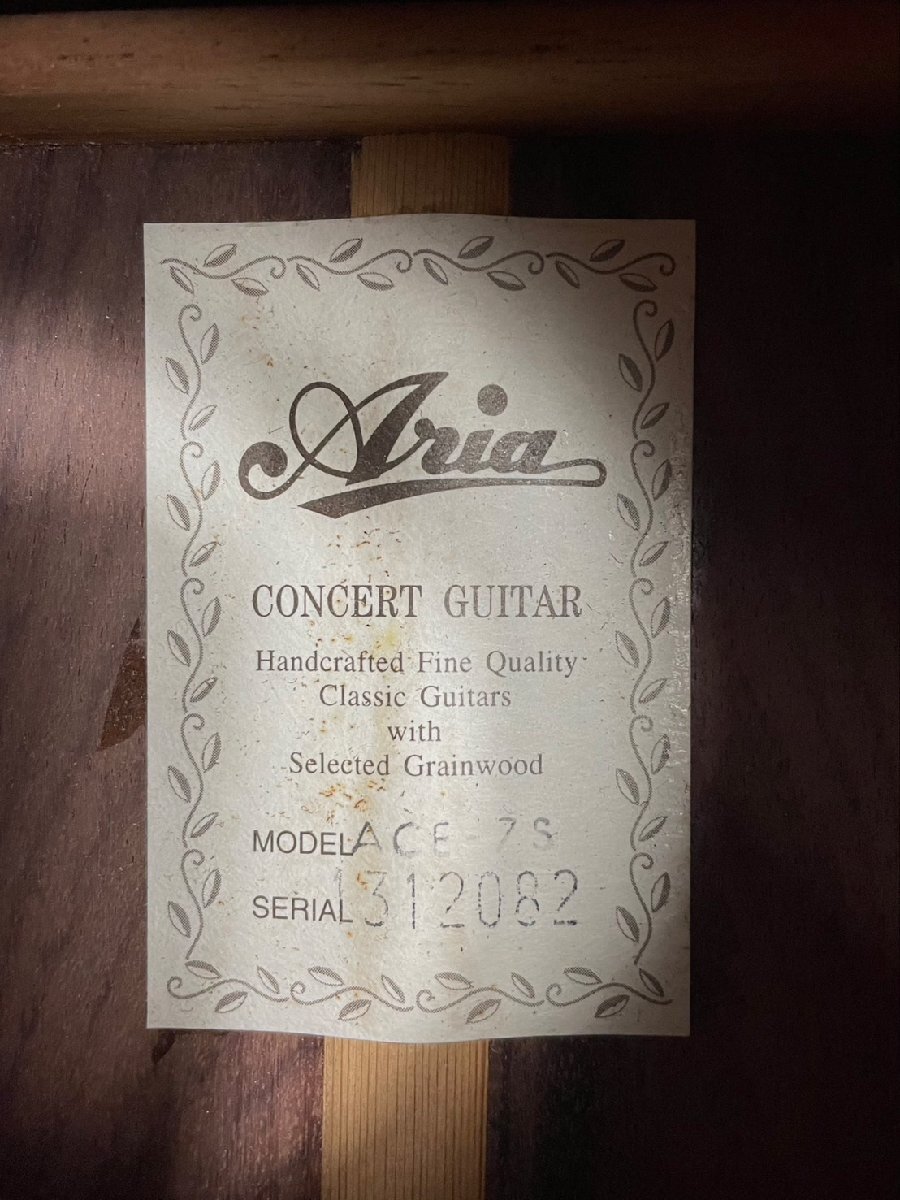 Aria
CONCERT GUITAR
Handcrafted Fine Quality
Classic Guitars
with
Selected Grainwood
MODEL ACE-7S
SERIAL 1312082